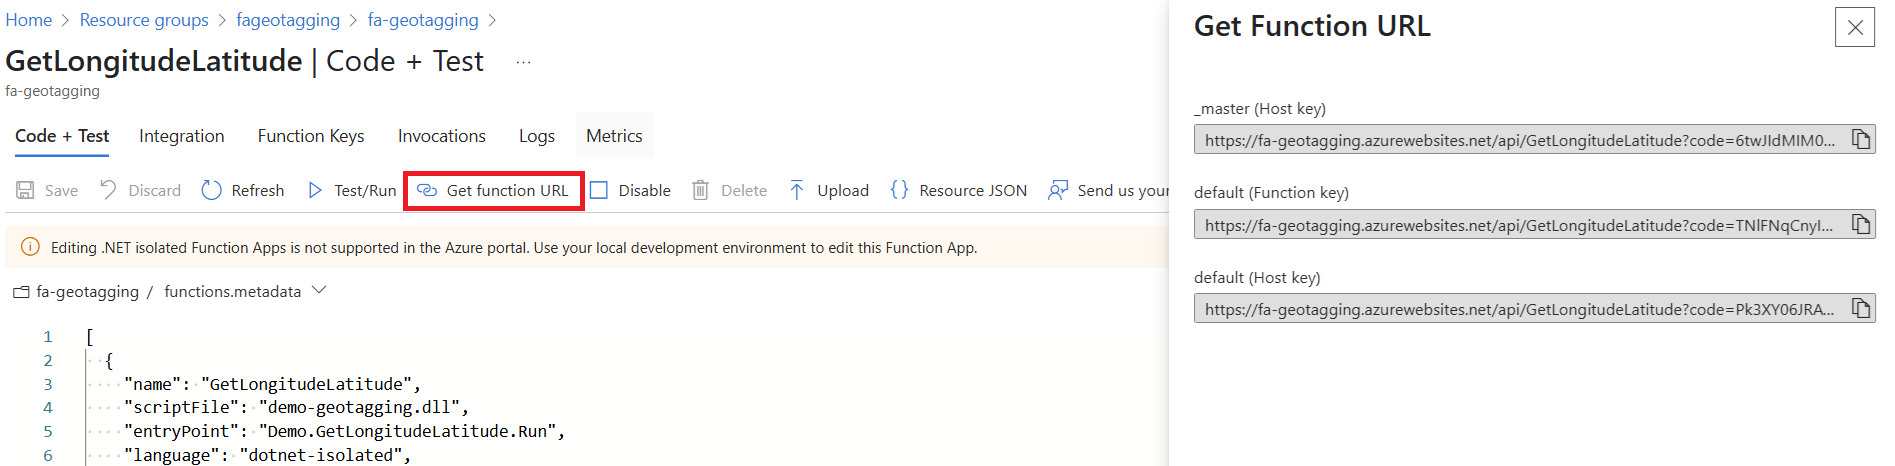 Home > Resource groups > fageotagging > fa-geotagging >
GetLongitudeLatitude | Code + Test ...
fa-geotagging
Code + Test Integration Function Keys Invocations Logs Metrics
Save Discard Refresh Test/Run Get function URL Disable Delete Upload {} Resource JSON Send us your
Editing .NET isolated Function Apps is not supported in the Azure portal. Use your local development environment to edit this Function App.
fa-geotagging / functions.metadata
1 [
2 {
3 "name": "GetLongitudeLatitude",
4 "scriptFile": "demo-geotagging.dll",
5 "entryPoint": "Demo.GetLongitudeLatitude.Run",
6 "language": "dotnet-isolated",
Get Function URL
_master (Host key)
https://fa-geotagging.azurewebsites.net/api/GetLongitudeLatitude?code=6twJIdMIM0...
default (Function key)
https://fa-geotagging.azurewebsites.net/api/GetLongitudeLatitude?code=TNlFNqCnyI...
default (Host key)
https://fa-geotagging.azurewebsites.net/api/GetLongitudeLatitude?code=Pk3XY06JRA...